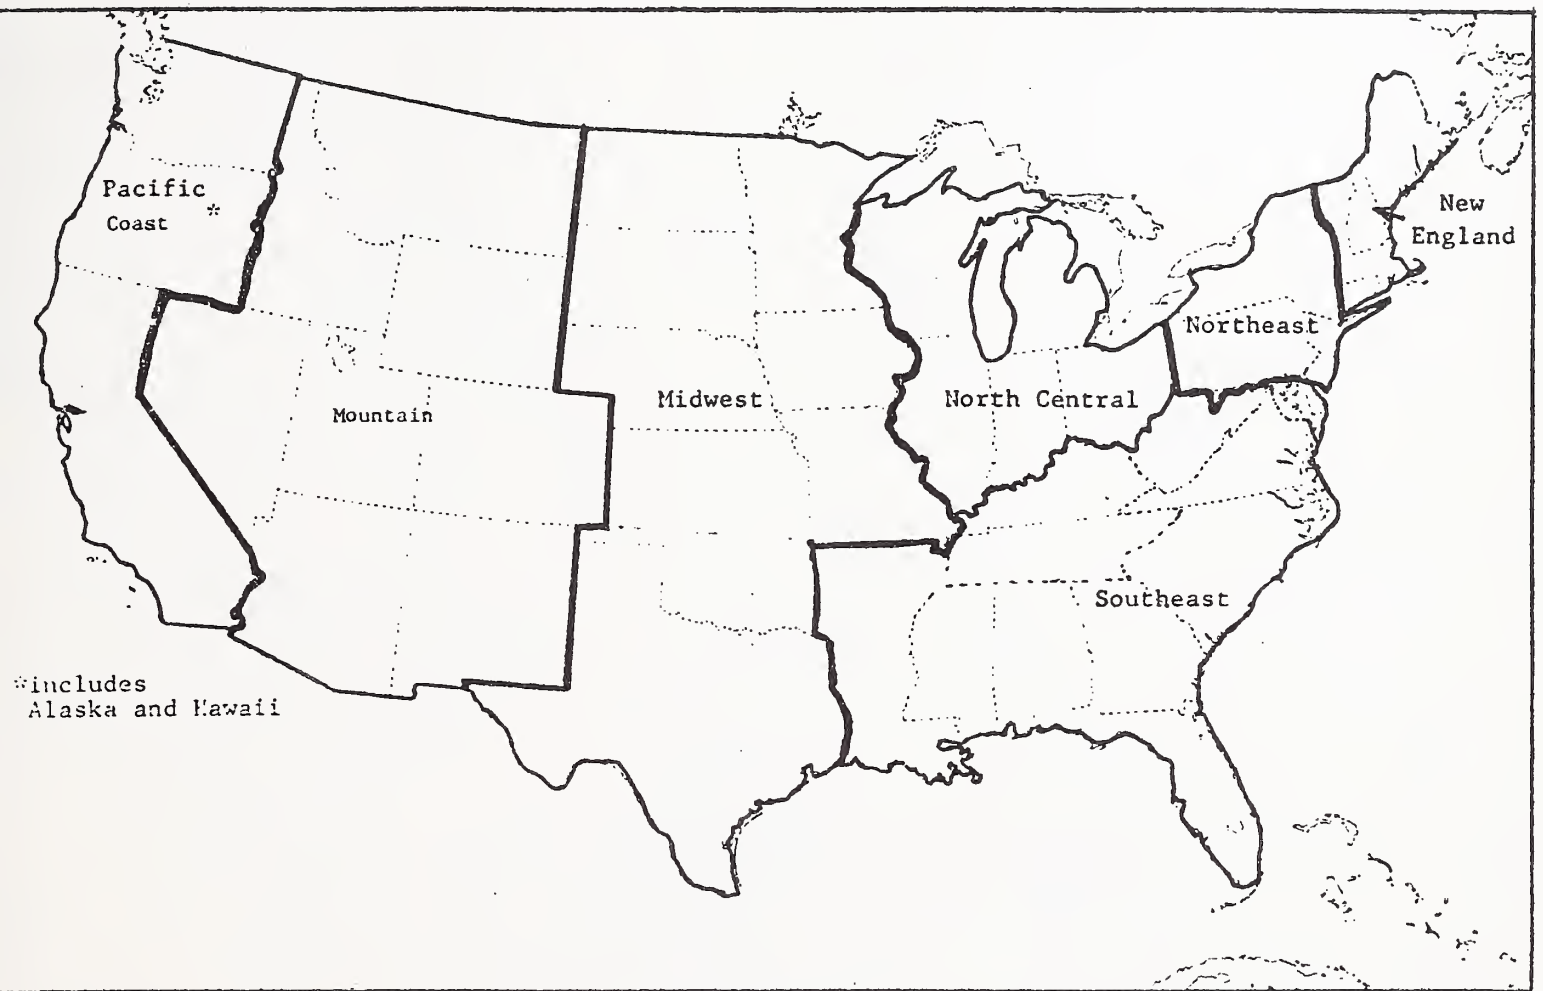 Pacific
Coast *
New
England
Northeast
Midwest
North Central
Mountain
Southeast
*includes
Alaska and Hawaii